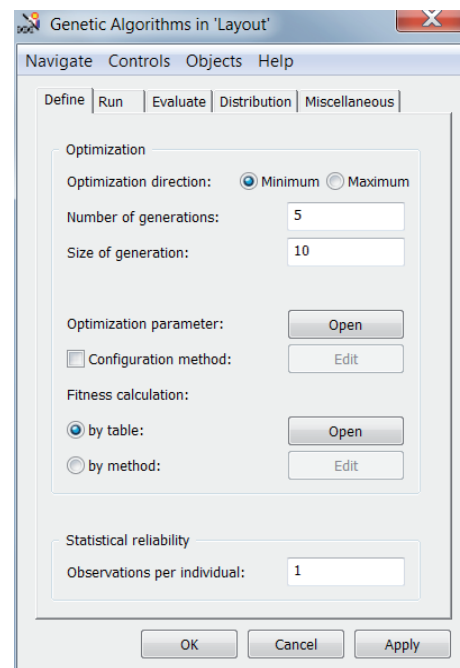 Genetic Algorithms in 'Layout'
Navigate Controls Objects Help
Define Run Evaluate Distribution Miscellaneous
Optimization
Optimization direction: Minimum Maximum
Number of generations: 5
Size of generation: 10
Optimization parameter: Open
Configuration method: Edit
Fitness calculation:
by table: Open
by method: Edit
Statistical reliability
Observations per individual: 1
OK Cancel Apply